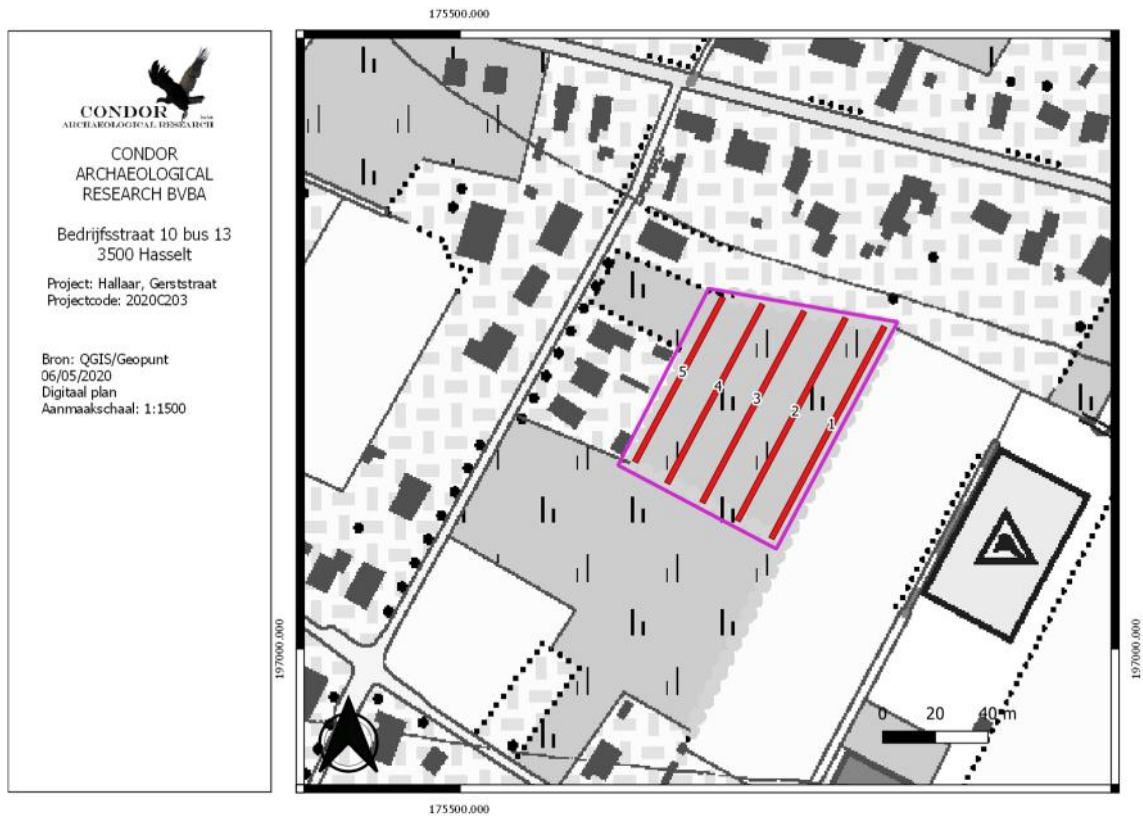 CONDOR
ARCHAEOLOGICAL RESEARCH
CONDOR
ARCHAEOLOGICAL
RESEARCH BVBA
Bedrijfsstraat 10 bus 13
3500 Hasselt
Project: Hallaar, Gerststraat
Projectcode: 2020C203
Bron: QGIS/Geopunt
06/05/2020
Digitaal plan
Aanmaakschaal: 1:1500
175500.000
5
4
3
2
1
197000.000
197000.000
0 20 40 m
175500.000